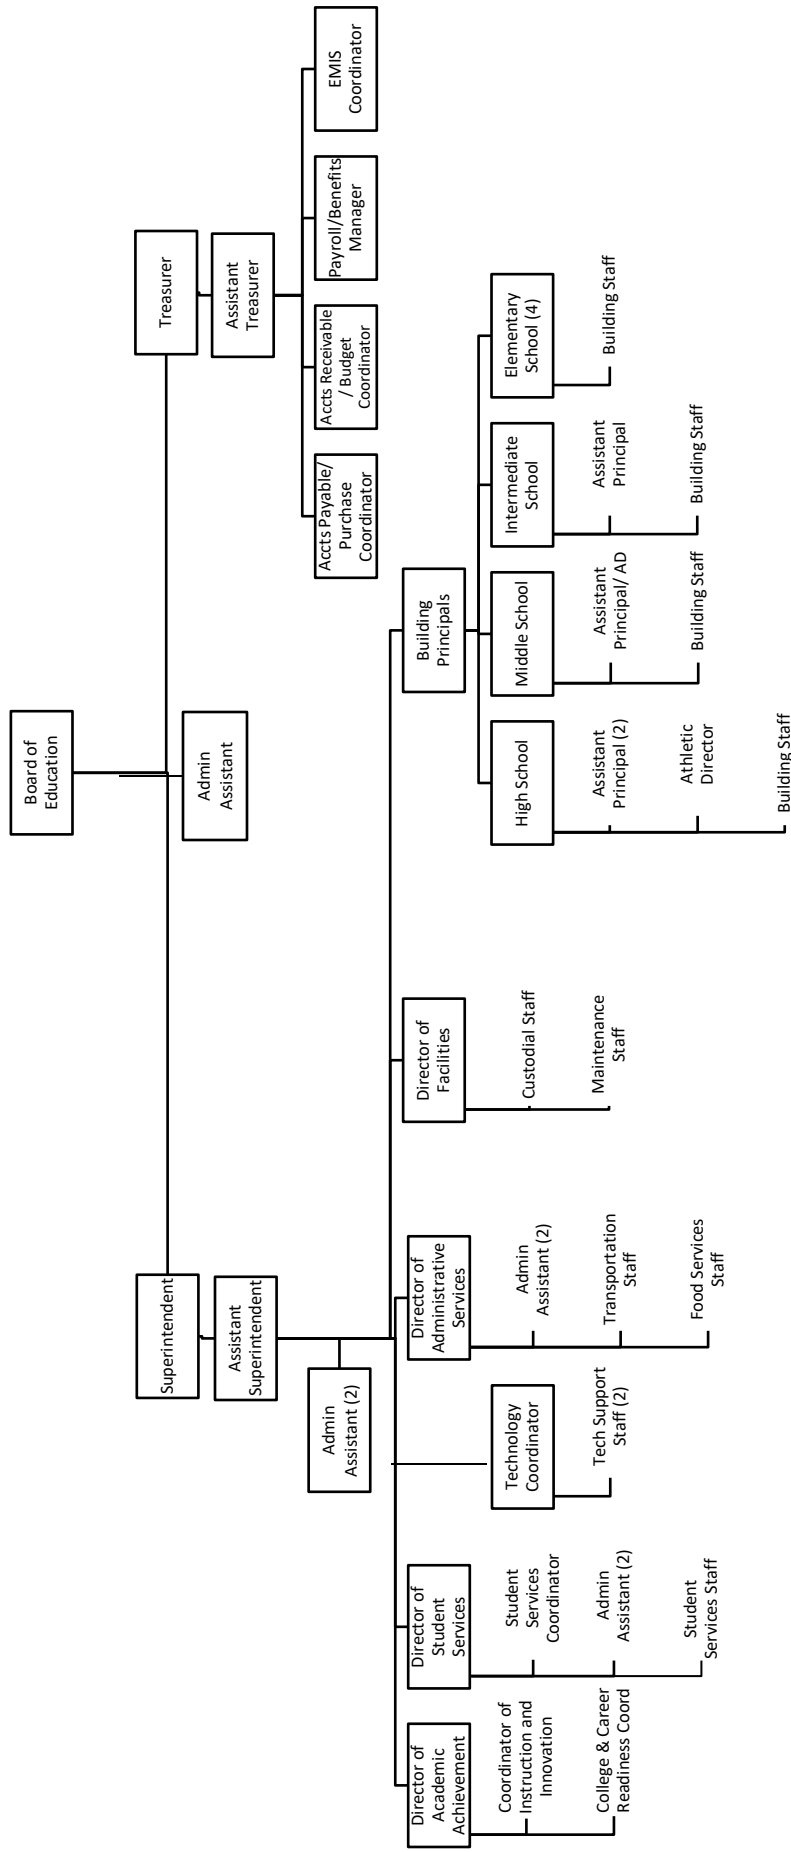 Board of
Education
Admin
Assistant
Superintendent
Assistant
Superintendent
Admin
Assistant (2)
Director of
Academic
Achievement
Coordinator of
Instruction and
Innovation
College & Career
Readiness Coord
Director of
Student
Services
Student
Services
Coordinator
Admin
Assistant (2)
Student
Services Staff
Technology
Coordinator
Tech Support
Staff (2)
Director of
Administrative
Services
Admin
Assistant (2)
Transportation
Staff
Food Services
Staff
Director of
Facilities
Custodial Staff
Maintenance
Staff
Building
Principals
High School
Assistant
Principal (2)
Athletic
Director
Building Staff
Middle School
Assistant
Principal/ AD
Building Staff
Intermediate
School
Assistant
Principal
Building Staff
Elementary
School (4)
Building Staff
Treasurer
Assistant
Treasurer
Accts Payable/
Purchase
Coordinator
Accts Receivable
/ Budget
Coordinator
Payroll/Benefits
Manager
EMIS
Coordinator